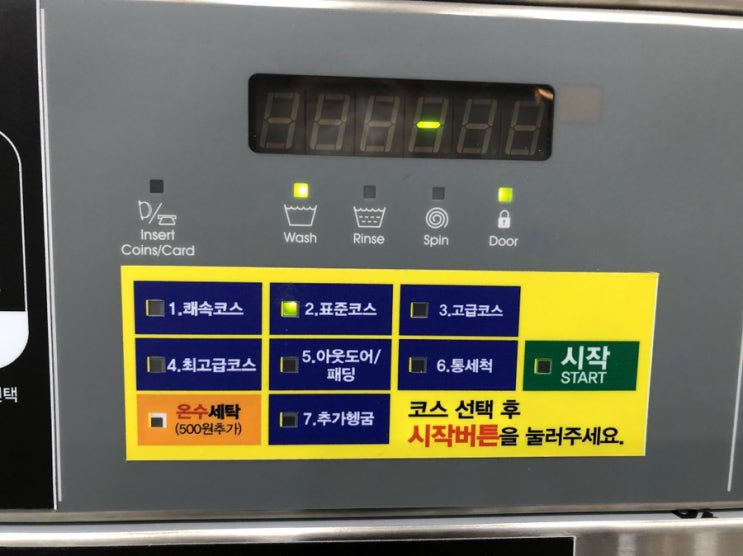 Insert
Coins/Card
Wash
Rinse
Spin
Door
1.쾌속코스
2.표준코스
3.고급코스
4.최고급코스
5.아웃도어/
패딩
6.통세척
시작
START
온수세탁
(500원추가)
7.추가헹굼
코스 선택 후
시작버튼을 눌러주세요.
택